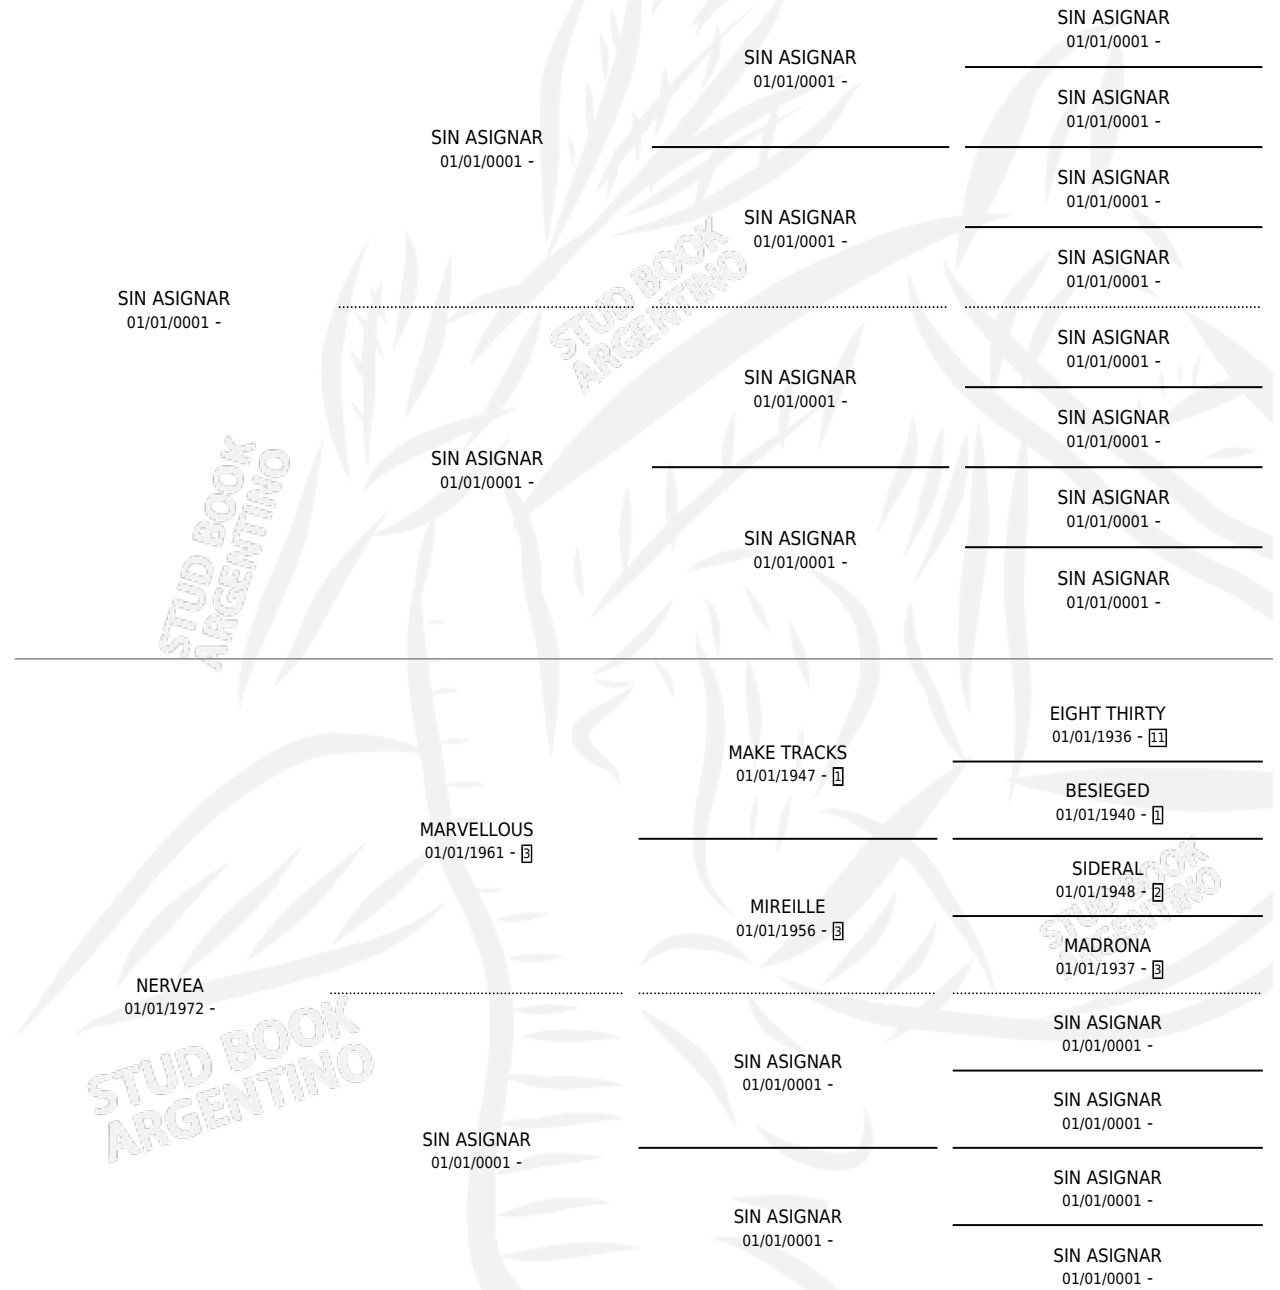 SIN ASIGNAR
01/01/0001 -
SIN ASIGNAR
01/01/0001 -
SIN ASIGNAR
01/01/0001 -
SIN ASIGNAR
01/01/0001 -
SIN ASIGNAR
01/01/0001 -
SIN ASIGNAR
01/01/0001 -
SIN ASIGNAR
01/01/0001 -
SIN ASIGNAR
01/01/0001 -
SIN ASIGNAR
01/01/0001 -
SIN ASIGNAR
01/01/0001 -
SIN ASIGNAR
01/01/0001 -
SIN ASIGNAR
01/01/0001 -
SIN ASIGNAR
01/01/0001 -
SIN ASIGNAR
01/01/0001 -
SIN ASIGNAR
01/01/0001 -
STUD BOOK
ARGENTINO
STUD BOOK
ARGENTINO
EIGHT THIRTY
01/01/1936 - 11
MAKE TRACKS
01/01/1947 - 1
BESIEGED
01/01/1940 - 1
MARVELLOUS
01/01/1961 - 3
SIDERAL
01/01/1948 - 2
MIREILLE
01/01/1956 - 3
MADRONA
01/01/1937 - 3
NERVEA
01/01/1972 -
SIN ASIGNAR
01/01/0001 -
SIN ASIGNAR
01/01/0001 -
SIN ASIGNAR
01/01/0001 -
SIN ASIGNAR
01/01/0001 -
SIN ASIGNAR
01/01/0001 -
SIN ASIGNAR
01/01/0001 -
SIN ASIGNAR
01/01/0001 -
STUD BOOK
ARGENTINO
STUD BOOK
ARGENTINO